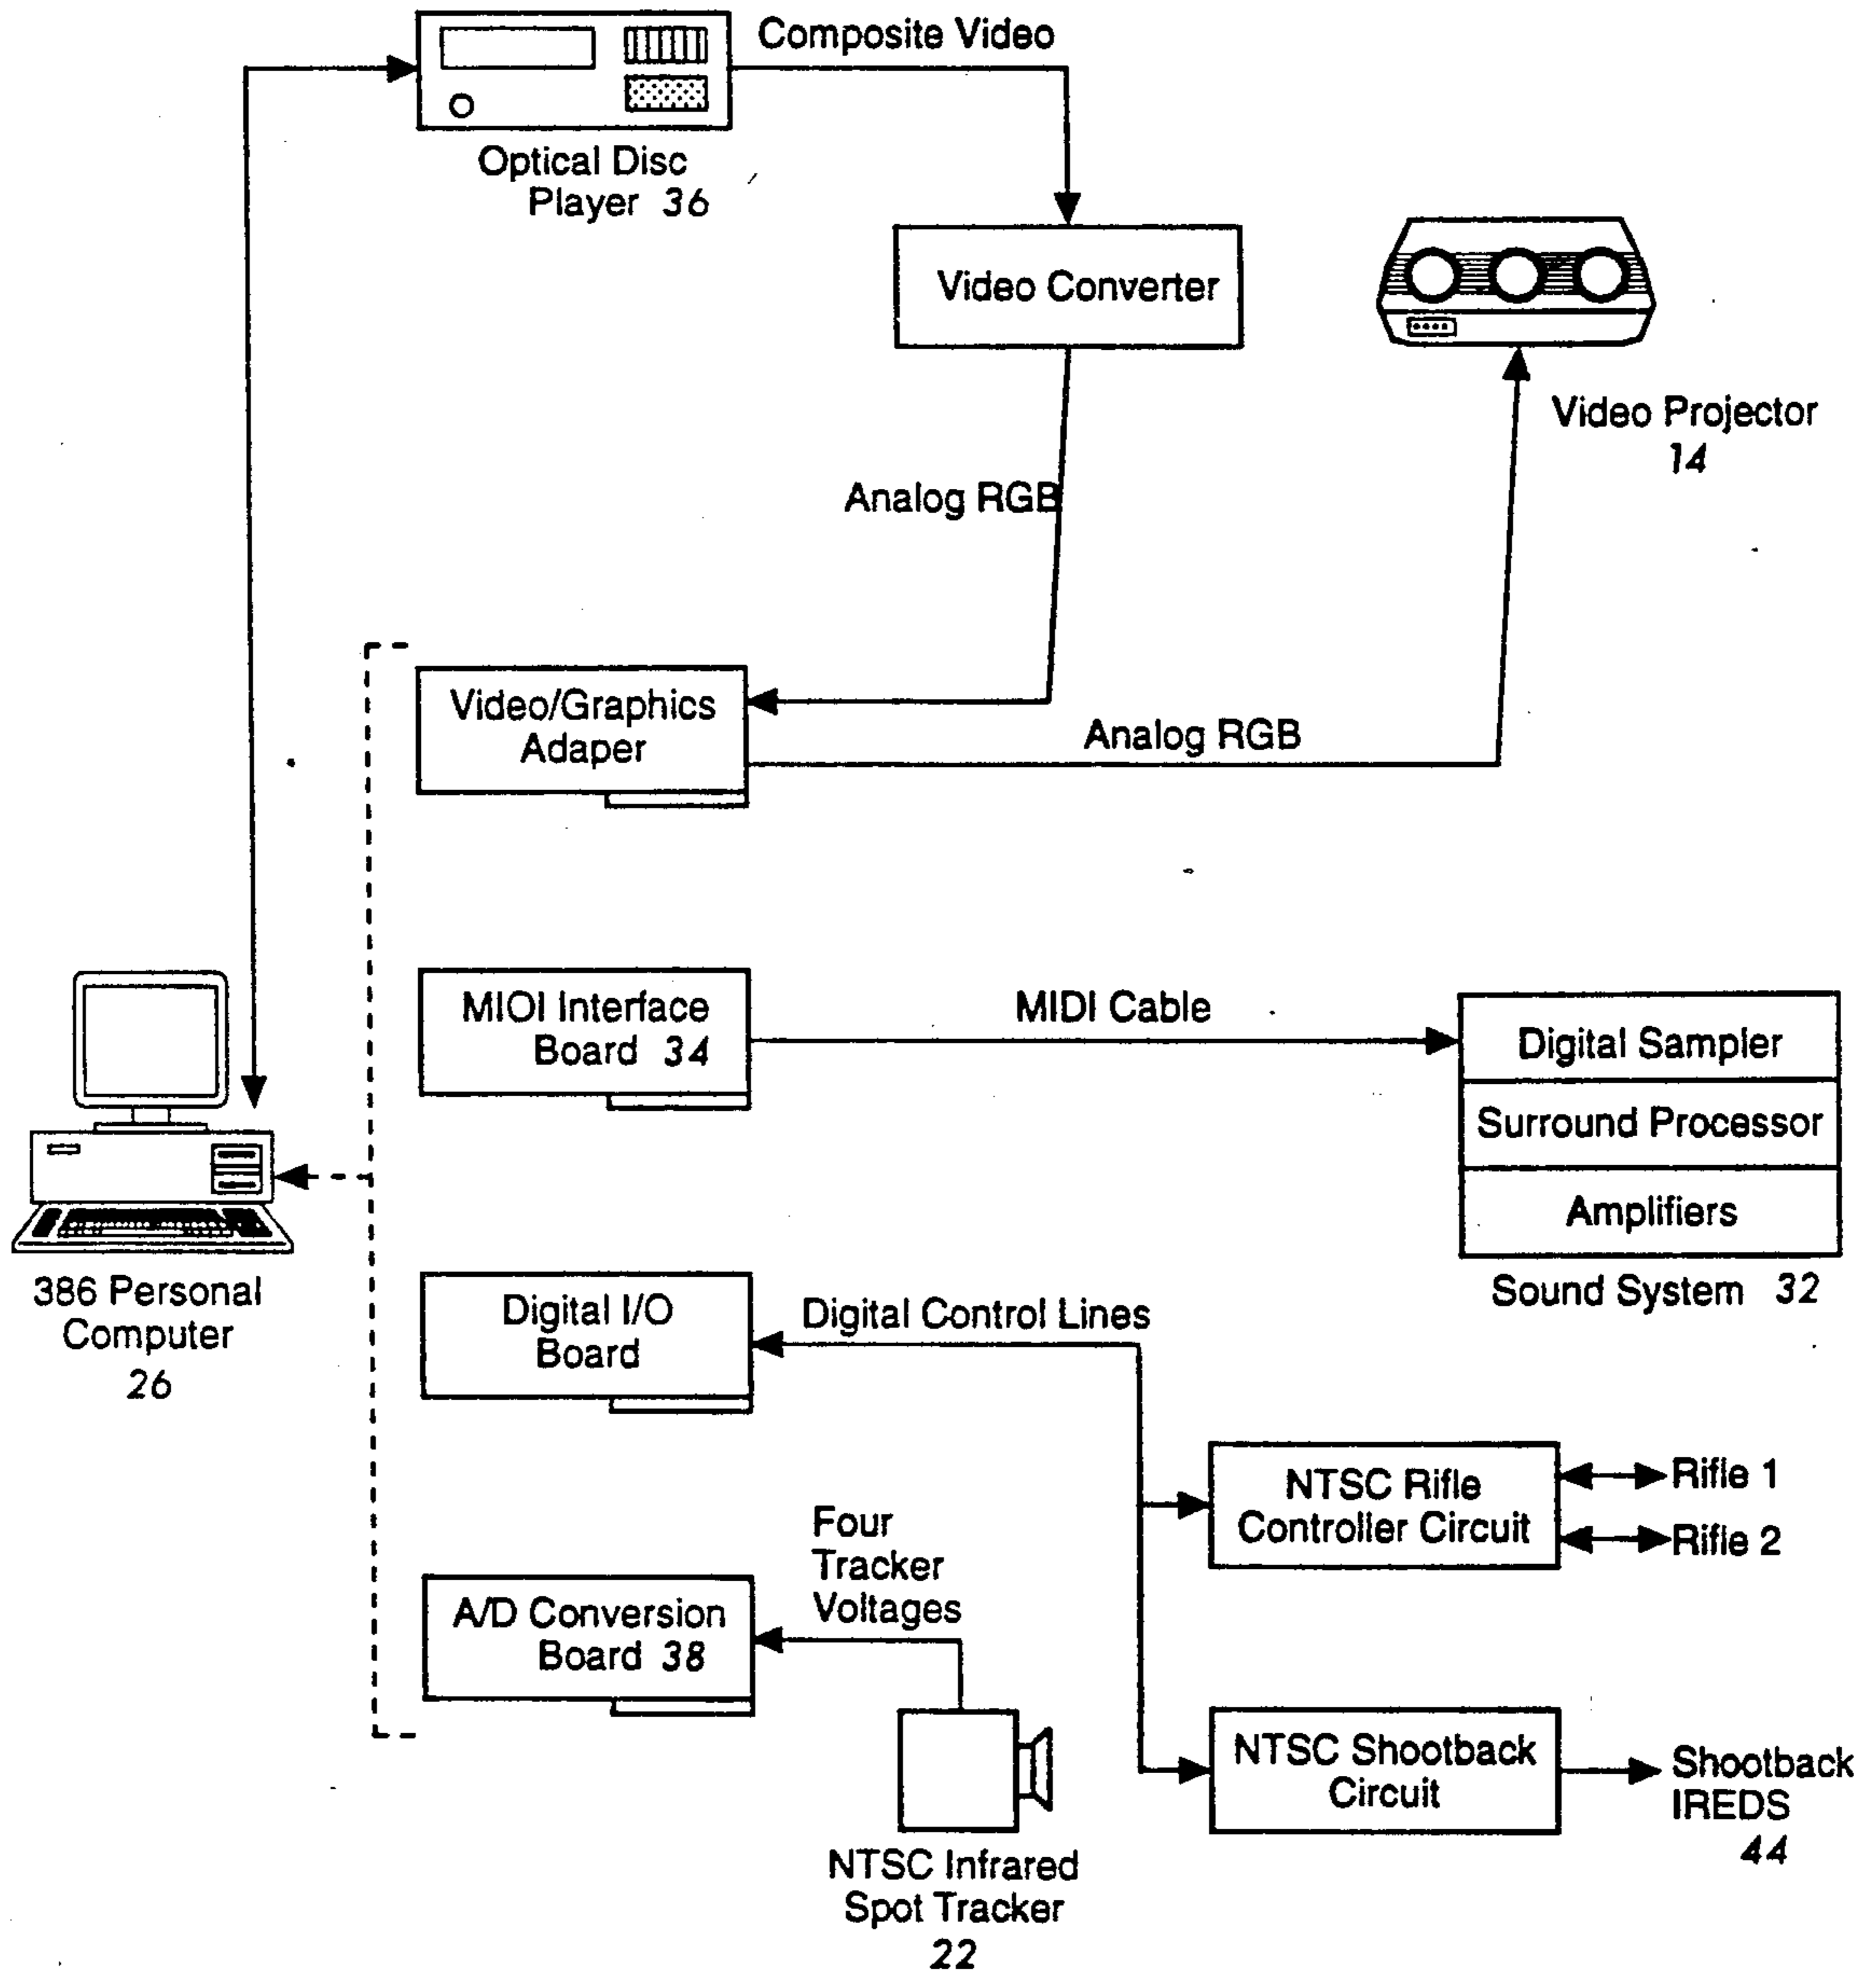 Composite Video
Optical Disc
Player 36
Video Converter
Video Projector
14
Analog RGB
Video/Graphics
Adaper
Analog RGB
MIOI Interface
Board 34
MIDI Cable
Digital Sampler
Surround Processor
Amplifiers
Sound System 32
386 Personal
Computer
26
Digital I/O
Board
Digital Control Lines
NTSC Rifle
Controller Circuit
Rifle 1
Rifle 2
Four
Tracker
Voltages
A/D Conversion
Board 38
NTSC Shootback
Circuit
Shootback
IREDS
44
NTSC Infrared
Spot Tracker
22